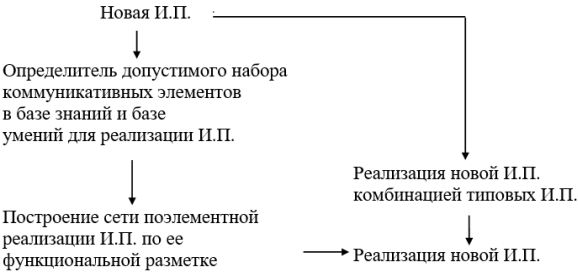 Новая И.П.
Определитель допустимого набора
коммуникативных элементов
в базе знаний и базе
умений для реализации И.П.
Реализация новой И.П.
комбинацией типовых И.П.
Построение сети поэлементной
реализации И.П. по ее
функциональной разметке
Реализация новой И.П.